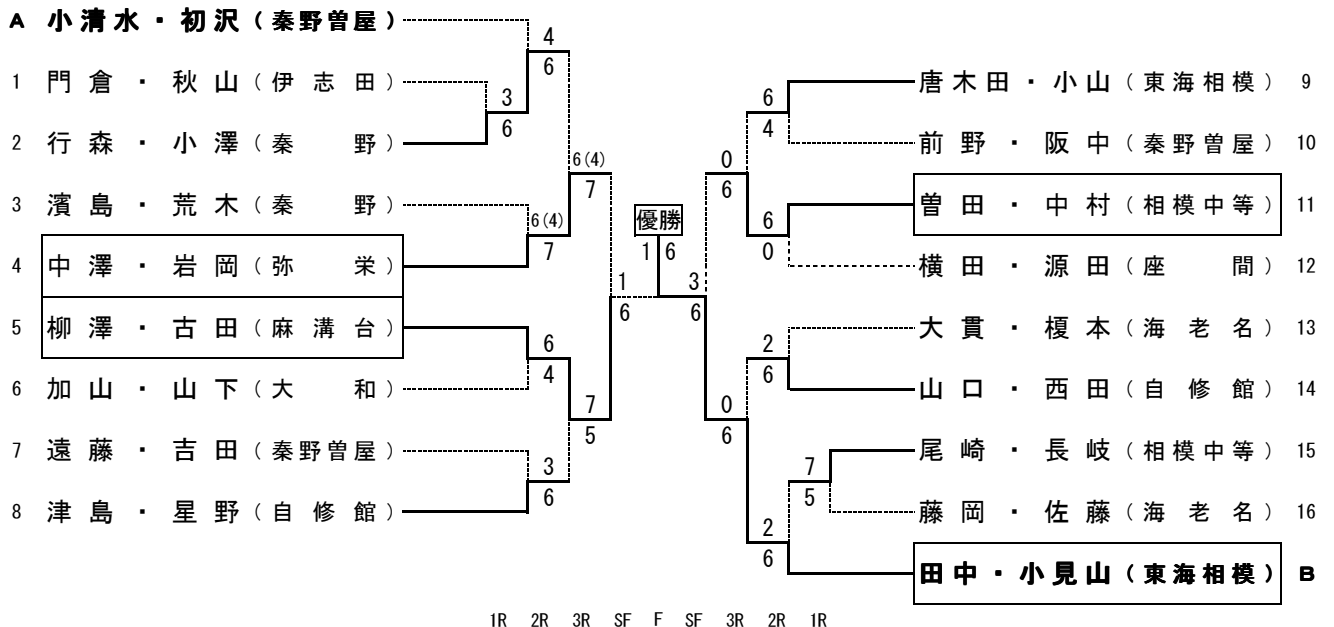 A 小清水・初沢(秦野曽屋)
1 門倉・秋山(伊志田)
2 行森・小澤(秦野)
3 濱島・荒木(秦野)
4 中澤・岩岡(弥栄)
5 柳澤・古田(麻溝台)
6 加山・山下(大和)
7 遠藤・吉田(秦野曽屋)
8 津島・星野(自修館)
3
6
4
6
6(4)
7
6
4
3
6
6(4)
7
7
5
1
6
優勝
1 6
3
6
0
6
0
6
6
4
6
0
2
6
2
6
7
5
唐木田・小山(東海相模) 9
前野・阪中(秦野曽屋) 10
曽田・中村(相模中等) 11
横田・源田(座間) 12
大貫・榎本(海老名) 13
山口・西田(自修館) 14
尾崎・長岐(相模中等) 15
藤岡・佐藤(海老名) 16
田中・小見山(東海相模) B
1R 2R 3R SF F SF 3R 2R 1R